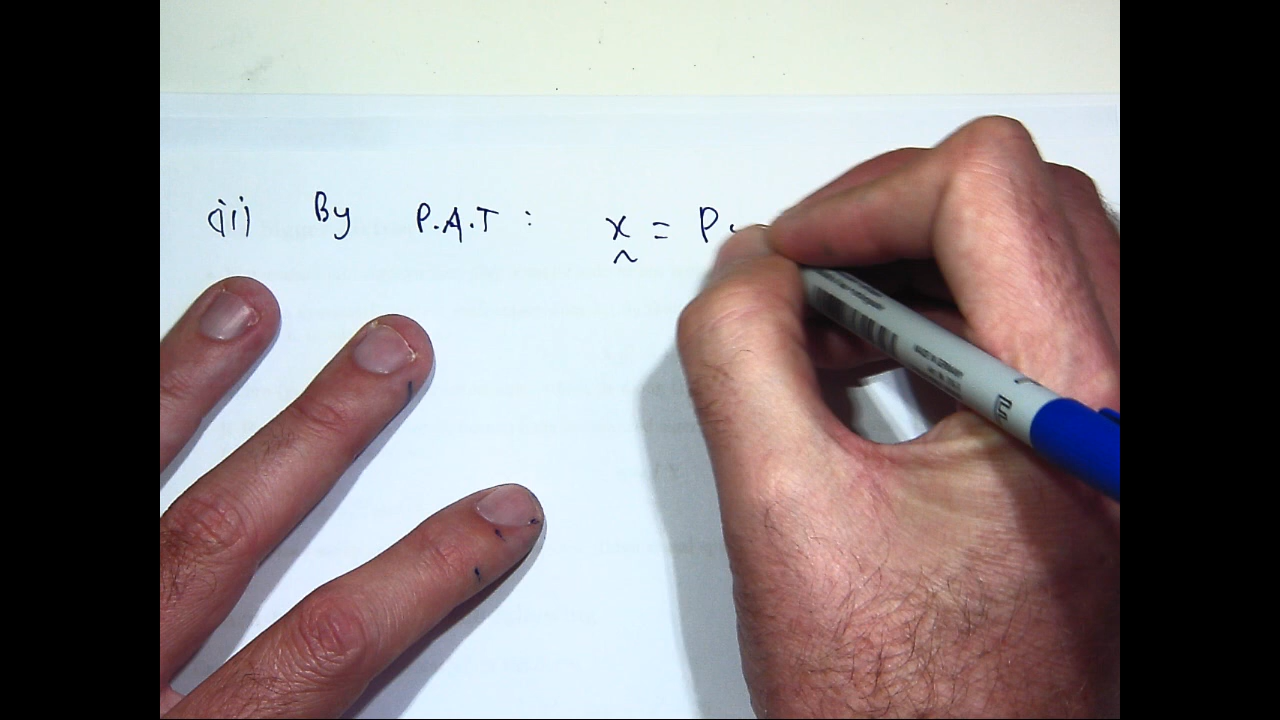 (ii) By P.A.T : x = P
~